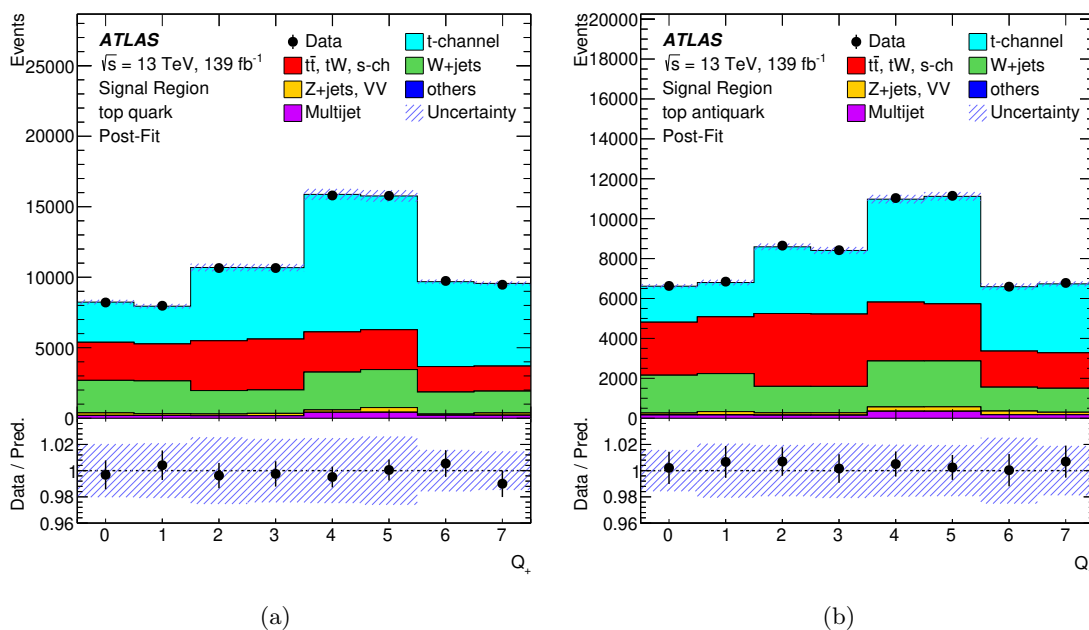 Events
ATLAS
√s = 13 TeV, 139 fb-1
Signal Region
top quark
Post-Fit
Data
t-channel
tt̄, tW, s-ch
W+jets
Z+jets, VV
others
Multijet
Uncertainty
25000
20000
15000
10000
5000
0
Data / Pred.
1.02
1
0.98
0.96
0 1 2 3 4 5 6 7
Q+
(a)
Events
20000
18000
16000
14000
12000
10000
8000
6000
4000
2000
0
ATLAS
√s = 13 TeV, 139 fb-1
Signal Region
top antiquark
Post-Fit
Data
t-channel
tt̄, tW, s-ch
W+jets
Z+jets, VV
others
Multijet
Uncertainty
Data / Pred.
1.02
1
0.98
0.96
0 1 2 3 4 5 6 7
Q
(b)